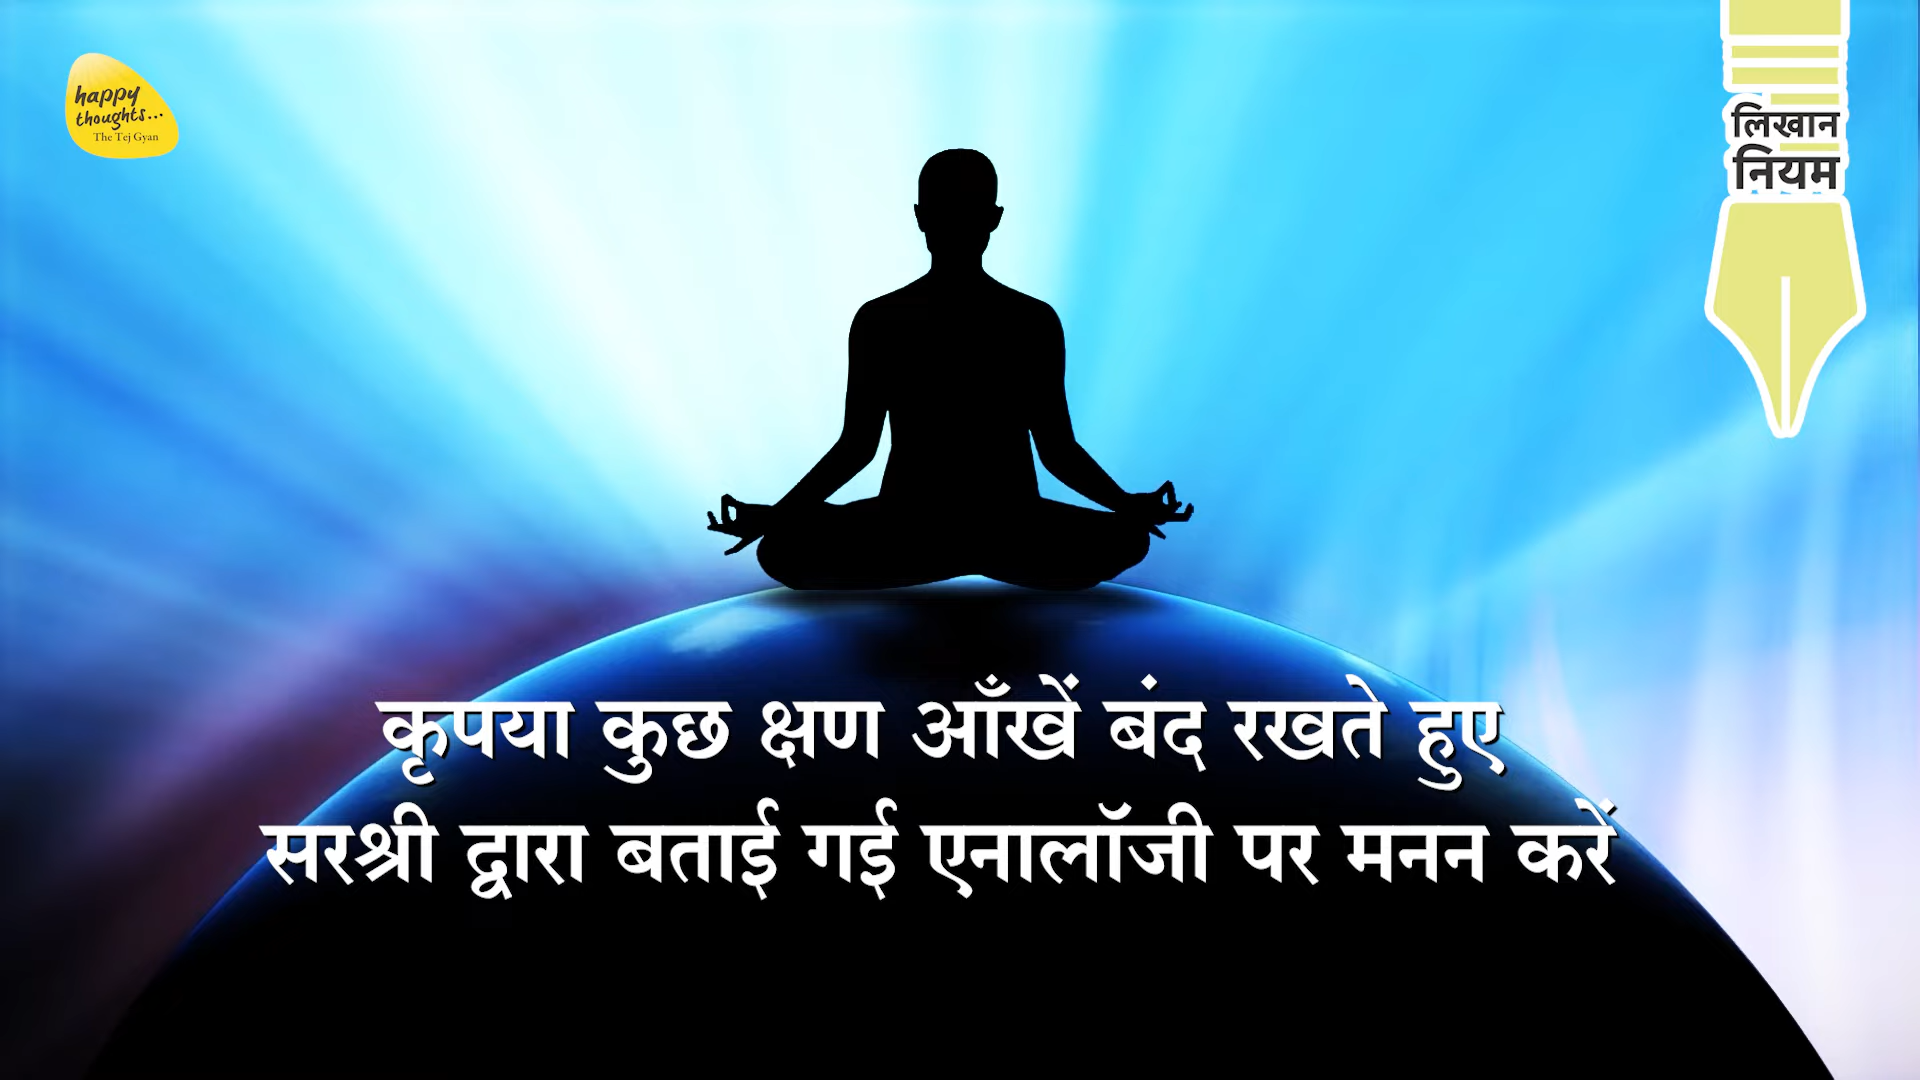 happy
thoughts...
The Tej Gyan
लिखान
नियम
कृपया कुछ क्षण आँखें बंद रखते हुए
सरश्री द्वारा बताई गई एनालॉजी पर मनन करें